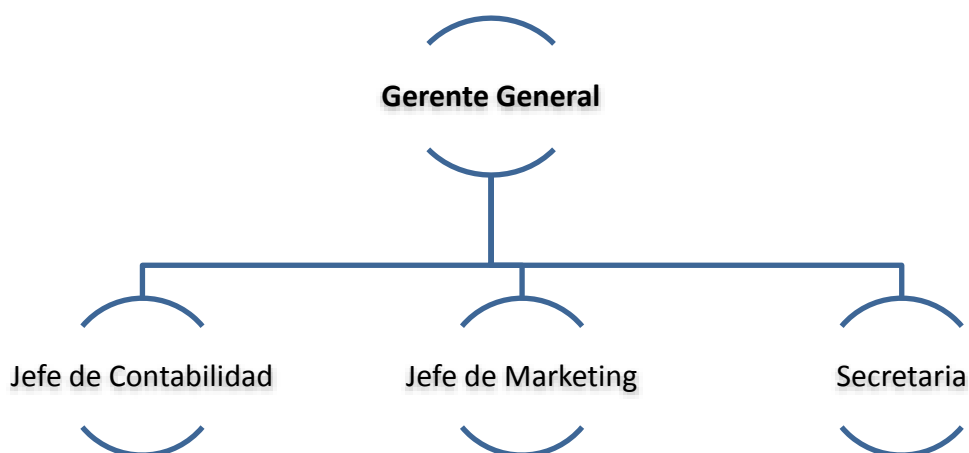 Gerente General
Jefe de Contabilidad
Jefe de Marketing
Secretaria